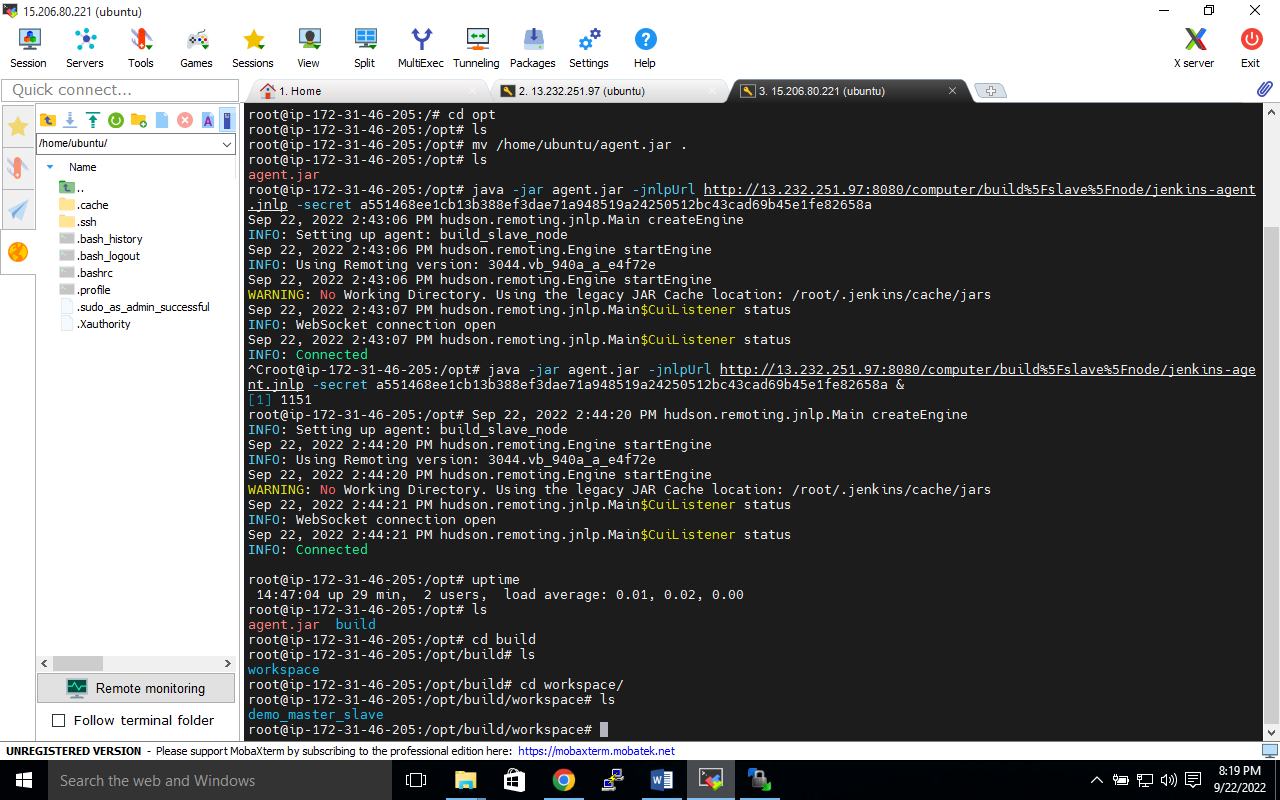 15.206.80.221 (ubuntu)
Session Servers Tools Games Sessions View Split MultiExec Tunneling Packages Settings Help X server Exit
Quick connect...
1. Home
2. 13.232.251.97 (ubuntu)
3. 15.206.80.221 (ubuntu)
/home/ubuntu/
Name
..
.cache
.ssh
.bash_history
.bash_logout
.bashrc
.profile
.sudo_as_admin_successful
.Xauthority
Remote monitoring
Follow terminal folder
root@ip-172-31-46-205:/# cd opt
root@ip-172-31-46-205:/opt# ls
root@ip-172-31-46-205:/opt# mv /home/ubuntu/agent.jar .
root@ip-172-31-46-205:/opt# ls
agent.jar
root@ip-172-31-46-205:/opt# java -jar agent.jar -jnlpUrl http://13.232.251.97:8080/computer/build%5Fslave%5Fnode/jenkins-agent
.jnlp -secret a551468ee1cb13b388ef3dae71a948519a24250512bc43cad69b45e1fe82658a
Sep 22, 2022 2:43:06 PM hudson.remoting.jnlp.Main createEngine
INFO: Setting up agent: build_slave_node
Sep 22, 2022 2:43:06 PM hudson.remoting.Engine startEngine
INFO: Using Remoting version: 3044.vb_940a_a_e4f72e
Sep 22, 2022 2:43:06 PM hudson.remoting.Engine startEngine
WARNING: No Working Directory. Using the legacy JAR Cache location: /root/.jenkins/cache/jars
Sep 22, 2022 2:43:07 PM hudson.remoting.jnlp.Main$CuiListener status
INFO: WebSocket connection open
Sep 22, 2022 2:43:07 PM hudson.remoting.jnlp.Main$CuiListener status
INFO: Connected
^Croot@ip-172-31-46-205:/opt# java -jar agent.jar -jnlpUrl http://13.232.251.97:8080/computer/build%5Fslave%5Fnode/jenkins-age
nt.jnlp -secret a551468ee1cb13b388ef3dae71a948519a24250512bc43cad69b45e1fe82658a &
[1] 1151
root@ip-172-31-46-205:/opt# Sep 22, 2022 2:44:20 PM hudson.remoting.jnlp.Main createEngine
INFO: Setting up agent: build_slave_node
Sep 22, 2022 2:44:20 PM hudson.remoting.Engine startEngine
INFO: Using Remoting version: 3044.vb_940a_a_e4f72e
Sep 22, 2022 2:44:20 PM hudson.remoting.Engine startEngine
WARNING: No Working Directory. Using the legacy JAR Cache location: /root/.jenkins/cache/jars
Sep 22, 2022 2:44:21 PM hudson.remoting.jnlp.Main$CuiListener status
INFO: WebSocket connection open
Sep 22, 2022 2:44:21 PM hudson.remoting.jnlp.Main$CuiListener status
INFO: Connected
root@ip-172-31-46-205:/opt# uptime
14:47:04 up 29 min,  2 users,  load average: 0.01, 0.02, 0.00
root@ip-172-31-46-205:/opt# ls
agent.jar  build
root@ip-172-31-46-205:/opt# cd build
root@ip-172-31-46-205:/opt/build# ls
workspace
root@ip-172-31-46-205:/opt/build# cd workspace/
root@ip-172-31-46-205:/opt/build/workspace# ls
demo_master_slave
root@ip-172-31-46-205:/opt/build/workspace#
UNREGISTERED VERSION - Please support MobaXterm by subscribing to the professional edition here: https://mobaxterm.mobatek.net
Search the web and Windows
8:19 PM
9/22/2022